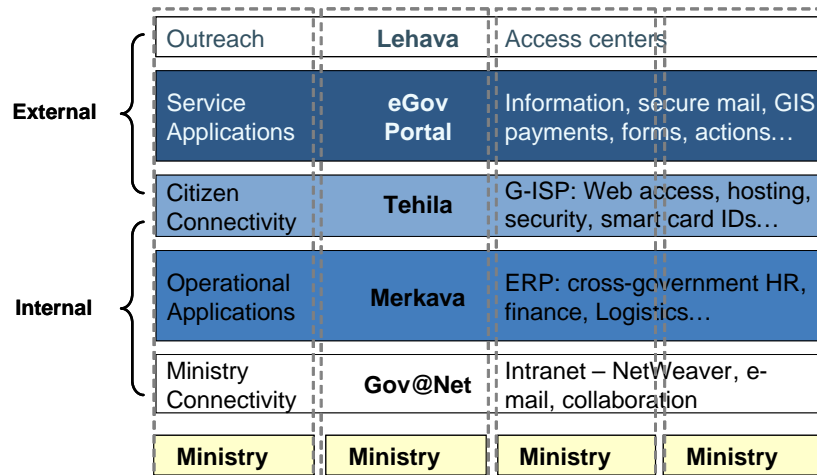 Outreach
Lehava
Access centers
External
Service
Applications
eGov
Portal
Information, secure mail, GIS
payments, forms, actions…
Citizen
Connectivity
Tehila
G-ISP: Web access, hosting,
security, smart card IDs…
Internal
Operational
Applications
Merkava
ERP: cross-government HR,
finance, Logistics…
Ministry
Connectivity
Gov@Net
Intranet – NetWeaver, e-
mail, collaboration
Ministry
Ministry
Ministry
Ministry